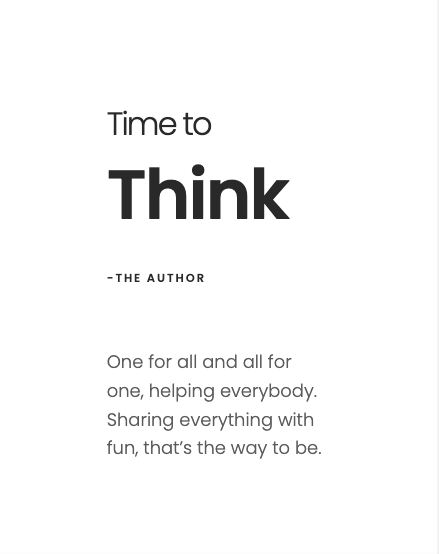 Time to
Think
–THE AUTHOR
One for all and all for
one, helping everybody.
Sharing everything with
fun, that’s the way to be.